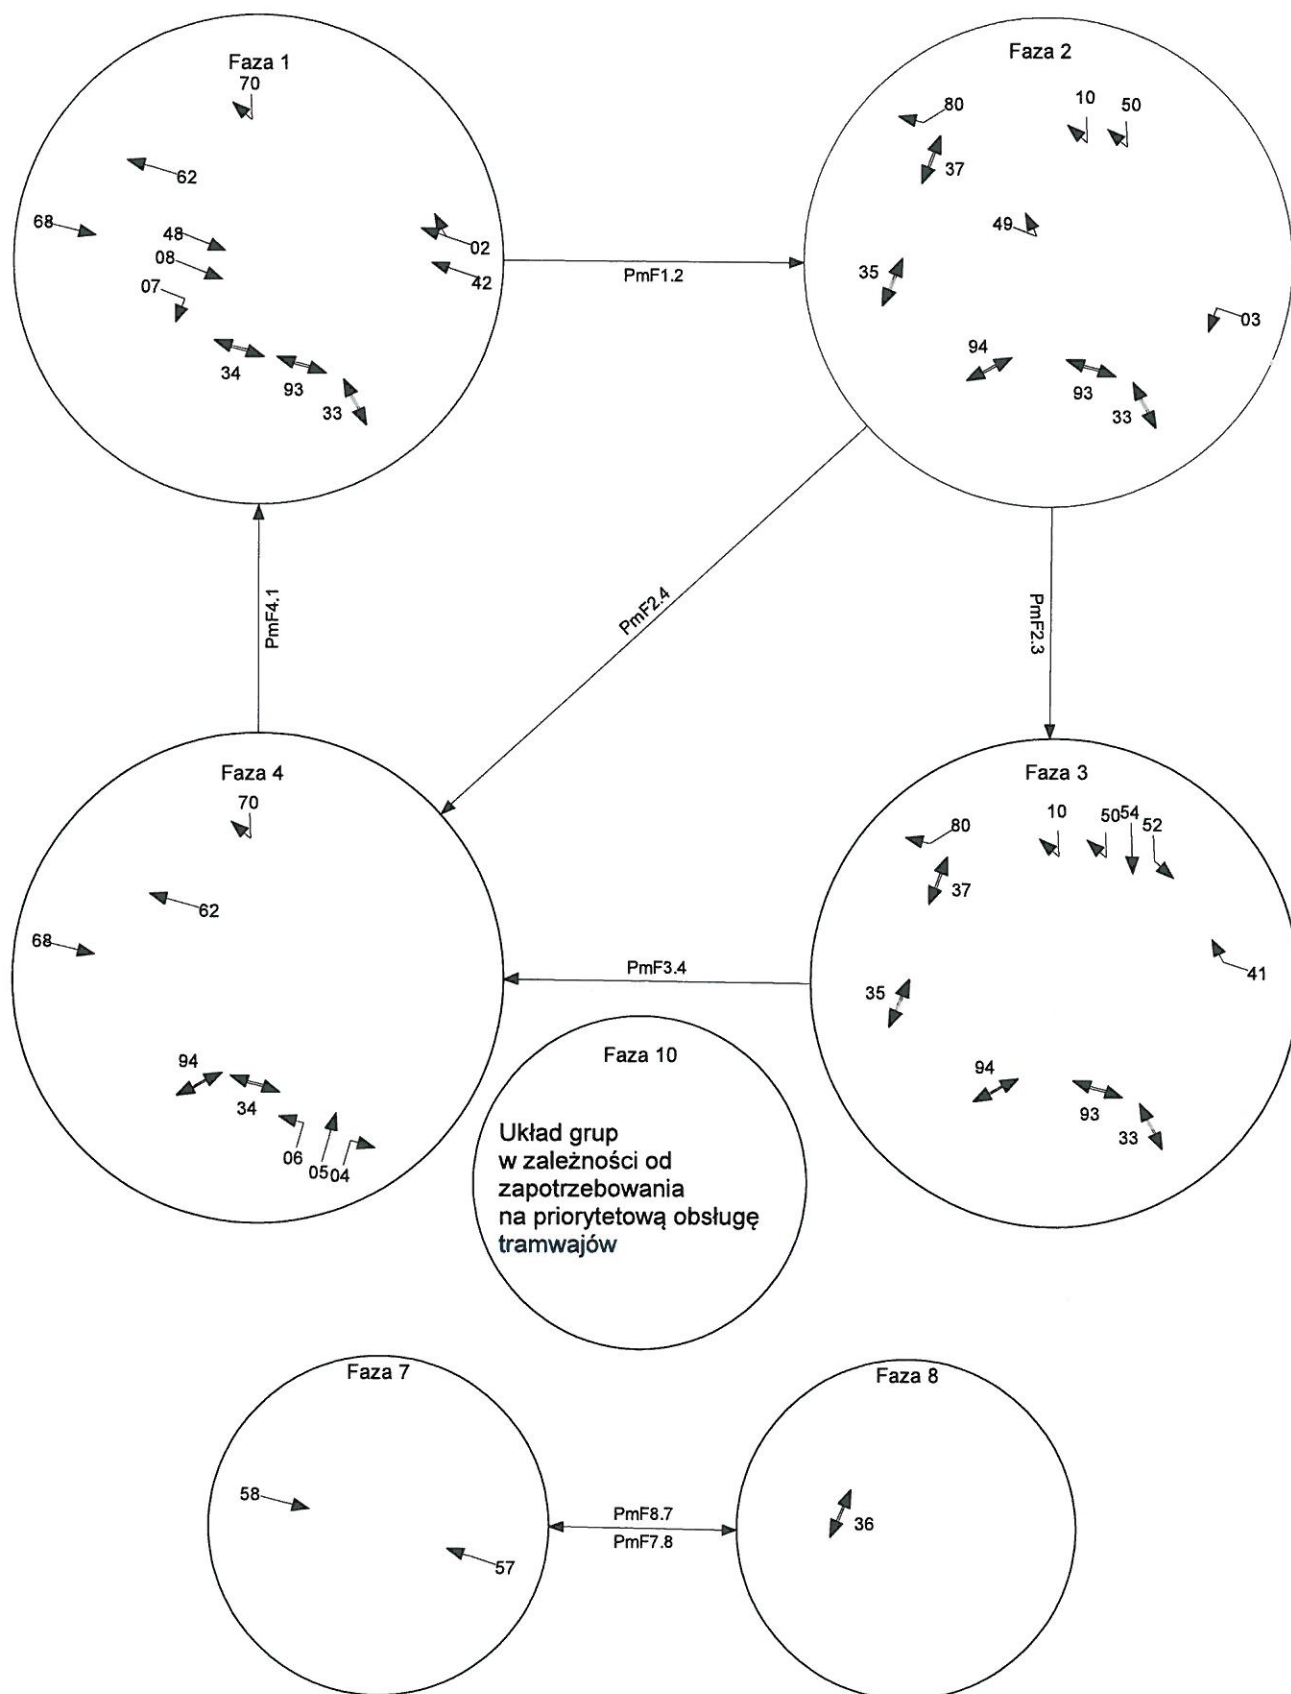 Faza 1
70
62
68
48
08
07
02
42
34
93
33
PmF1.2
Faza 2
80
10
50
37
49
35
03
94
93
33
PmF4.1
PmF2.4
PmF2.3
Faza 4
70
62
68
94
34
06
05
04
PmF3.4
Faza 3
80
10
50
54
52
37
41
35
94
93
33
Faza 10
Układ grup
w zależności od
zapotrzebowania
na priorytetową obsługę
tramwajów
Faza 7
58
57
PmF8.7
PmF7.8
Faza 8
36